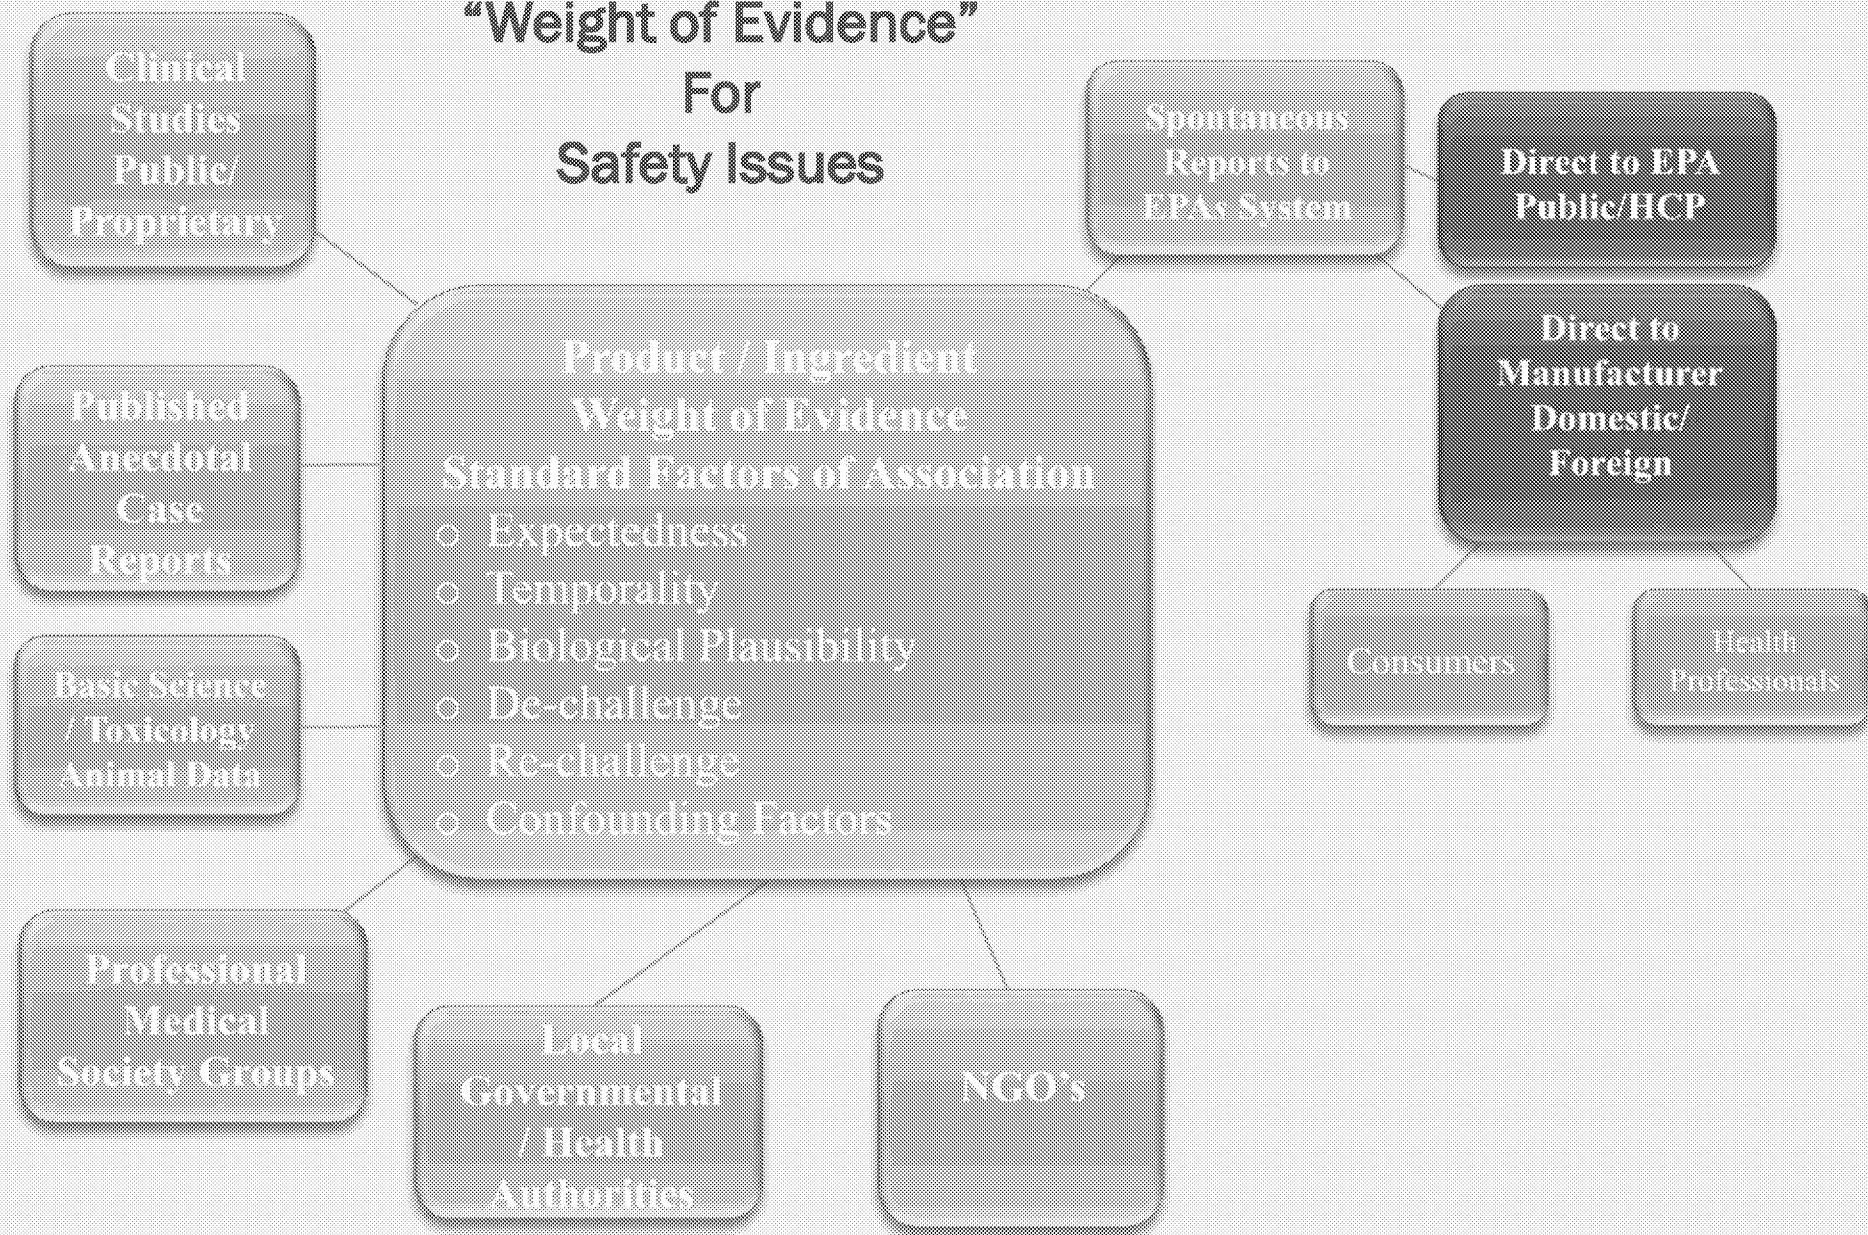 “Weight of Evidence”
For
Safety Issues
Clinical
Studies
Public/
Proprietary
Spontaneous
Reports to
EPAs System
Direct to EPA
Public/HCP
Direct to
Manufacturer
Domestic/
Foreign
Consumers
Health
Professionals
Product / Ingredient
Weight of Evidence
Standard Factors of Association
○ Expectedness
○ Temporality
○ Biological Plausibility
○ De-challenge
○ Re-challenge
○ Confounding Factors
Published
Anecdotal
Case
Reports
Basic Science
/ Toxicology
Animal Data
Professional
Medical
Society Groups
Local
Governmental
/ Health
Authorities
NGO’s